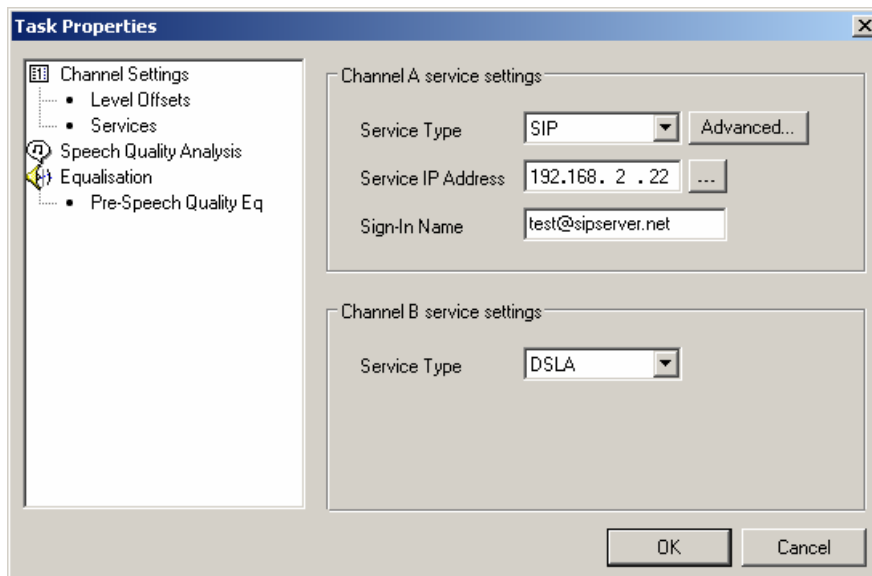 Task Properties
Channel Settings
Level Offsets
Services
Speech Quality Analysis
Equalisation
Pre-Speech Quality Eq
Channel A service settings
Service Type SIP Advanced...
Service IP Address 192.168. 2 .22 ...
Sign-In Name test@sipserver.net
Channel B service settings
Service Type DSLA
OK Cancel